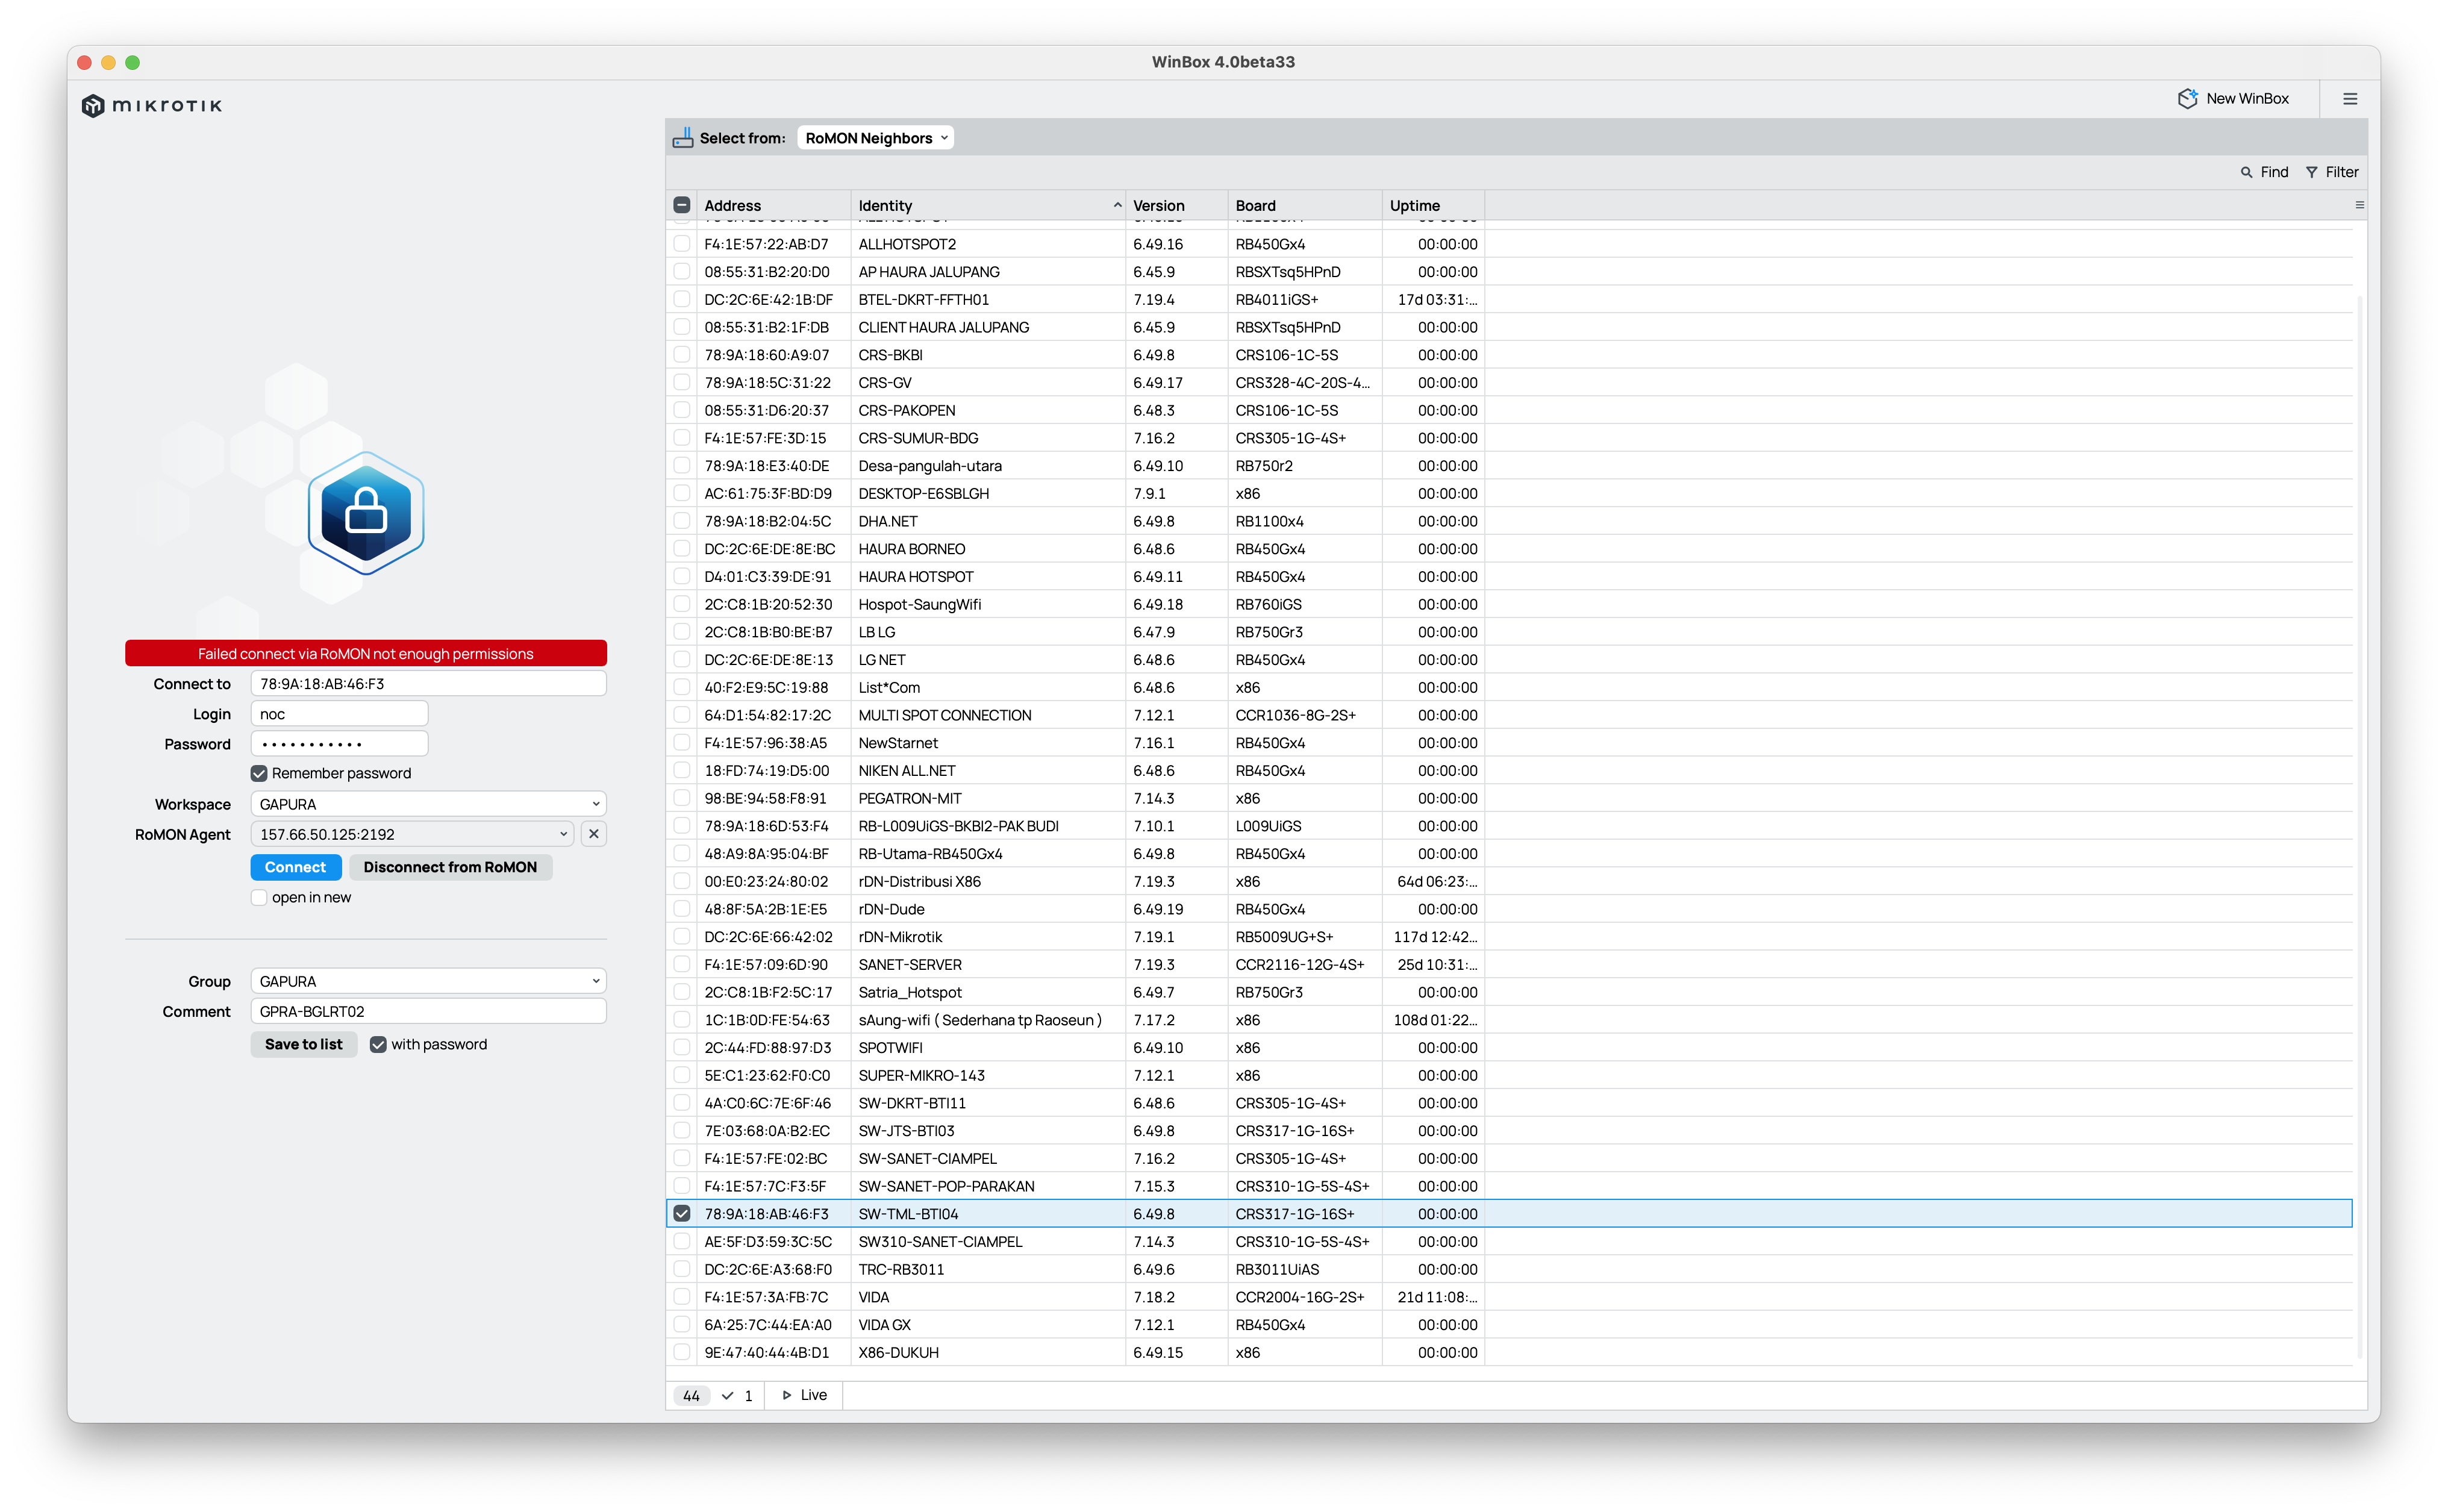 WinBox 4.0beta33
mikrotik
New WinBox
Select from: RoMON Neighbors
Find Filter
Address Identity Version Board Uptime
F4:1E:57:22:AB:D7 ALLHOTSPOT2 6.49.16 RB450Gx4 00:00:00
08:55:31:B2:20:D0 AP HAURA JALUPANG 6.45.9 RBSXTsq5HPnD 00:00:00
DC:2C:6E:42:1B:DF BTEL-DKRT-FFTH01 7.19.4 RB4011iGS+ 17d 03:31:...
08:55:31:B2:1F:DB CLIENT HAURA JALUPANG 6.45.9 RBSXTsq5HPnD 00:00:00
78:9A:18:60:A9:07 CRS-BKBI 6.49.8 CRS106-1C-5S 00:00:00
78:9A:18:5C:31:22 CRS-GV 6.49.17 CRS328-4C-20S-4... 00:00:00
08:55:31:D6:20:37 CRS-PAKOPEN 6.48.3 CRS106-1C-5S 00:00:00
F4:1E:57:FE:3D:15 CRS-SUMUR-BDG 7.16.2 CRS305-1G-4S+ 00:00:00
78:9A:18:E3:40:DE Desa-pangulah-utara 6.49.10 RB750r2 00:00:00
AC:61:75:3F:BD:D9 DESKTOP-E6SBLGH 7.9.1 x86 00:00:00
78:9A:18:B2:04:5C DHA.NET 6.49.8 RB1100x4 00:00:00
DC:2C:6E:DE:8E:BC HAURA BORNEO 6.48.6 RB450Gx4 00:00:00
D4:01:C3:39:DE:91 HAURA HOTSPOT 6.49.11 RB450Gx4 00:00:00
2C:C8:1B:20:52:30 Hospot-SaungWifi 6.49.18 RB760iGS 00:00:00
2C:C8:1B:B0:BE:B7 LB LG 6.47.9 RB750Gr3 00:00:00
DC:2C:6E:DE:8E:13 LG NET 6.48.6 RB450Gx4 00:00:00
40:F2:E9:5C:19:88 List*Com 6.48.6 x86 00:00:00
64:D1:54:82:17:2C MULTI SPOT CONNECTION 7.12.1 CCR1036-8G-2S+ 00:00:00
F4:1E:57:96:38:A5 NewStarnet 7.16.1 RB450Gx4 00:00:00
18:FD:74:19:D5:00 NIKEN ALL.NET 6.48.6 RB450Gx4 00:00:00
98:BE:94:58:F8:91 PEGATRON-MIT 7.14.3 x86 00:00:00
78:9A:18:6D:53:F4 RB-L009UiGS-BKBI2-PAK BUDI 7.10.1 L009UiGS 00:00:00
48:A9:8A:95:04:BF RB-Utama-RB450Gx4 6.49.8 RB450Gx4 00:00:00
00:E0:23:24:80:02 rDN-Distribusi X86 7.19.3 x86 64d 06:23:...
48:8F:5A:2B:1E:E5 rDN-Dude 6.49.19 RB450Gx4 00:00:00
DC:2C:6E:66:42:02 rDN-Mikrotik 7.19.1 RB5009UG+S+ 117d 12:42...
F4:1E:57:09:6D:90 SANET-SERVER 7.19.3 CCR2116-12G-4S+ 25d 10:31:...
2C:C8:1B:F2:5C:17 Satria_Hotspot 6.49.7 RB750Gr3 00:00:00
1C:1B:0D:FE:54:63 sAung-wifi ( Sederhana tp Raoseun ) 7.17.2 x86 108d 01:22...
2C:44:FD:88:97:D3 SPOTWIFI 6.49.10 x86 00:00:00
5E:C1:23:62:F0:C0 SUPER-MIKRO-143 7.12.1 x86 00:00:00
4A:C0:6C:7E:6F:46 SW-DKRT-BTI11 6.48.6 CRS305-1G-4S+ 00:00:00
7E:03:68:0A:B2:EC SW-JTS-BTI03 6.49.8 CRS317-1G-16S+ 00:00:00
F4:1E:57:FE:02:BC SW-SANET-CIAMPEL 7.16.2 CRS305-1G-4S+ 00:00:00
F4:1E:57:7C:F3:5F SW-SANET-POP-PARAKAN 7.15.3 CRS310-1G-5S-4S+ 00:00:00
78:9A:18:AB:46:F3 SW-TML-BTI04 6.49.8 CRS317-1G-16S+ 00:00:00
AE:5F:D3:59:3C:5C SW310-SANET-CIAMPEL 7.14.3 CRS310-1G-5S-4S+ 00:00:00
DC:2C:6E:A3:68:F0 TRC-RB3011 6.49.6 RB3011UiAS 00:00:00
F4:1E:57:3A:FB:7C VIDA 7.18.2 CCR2004-16G-2S+ 21d 11:08:...
6A:25:7C:44:EA:A0 VIDA GX 7.12.1 RB450Gx4 00:00:00
9E:47:40:44:4B:D1 X86-DUKUH 6.49.15 x86 00:00:00
44 1 Live
Failed connect via RoMON not enough permissions
Connect to 78:9A:18:AB:46:F3
Login noc
Password •••••••••••
Remember password
Workspace GAPURA
RoMON Agent 157.66.50.125:2192
Connect Disconnect from RoMON
open in new
Group GAPURA
Comment GPRA-BGLRT02
Save to list with password